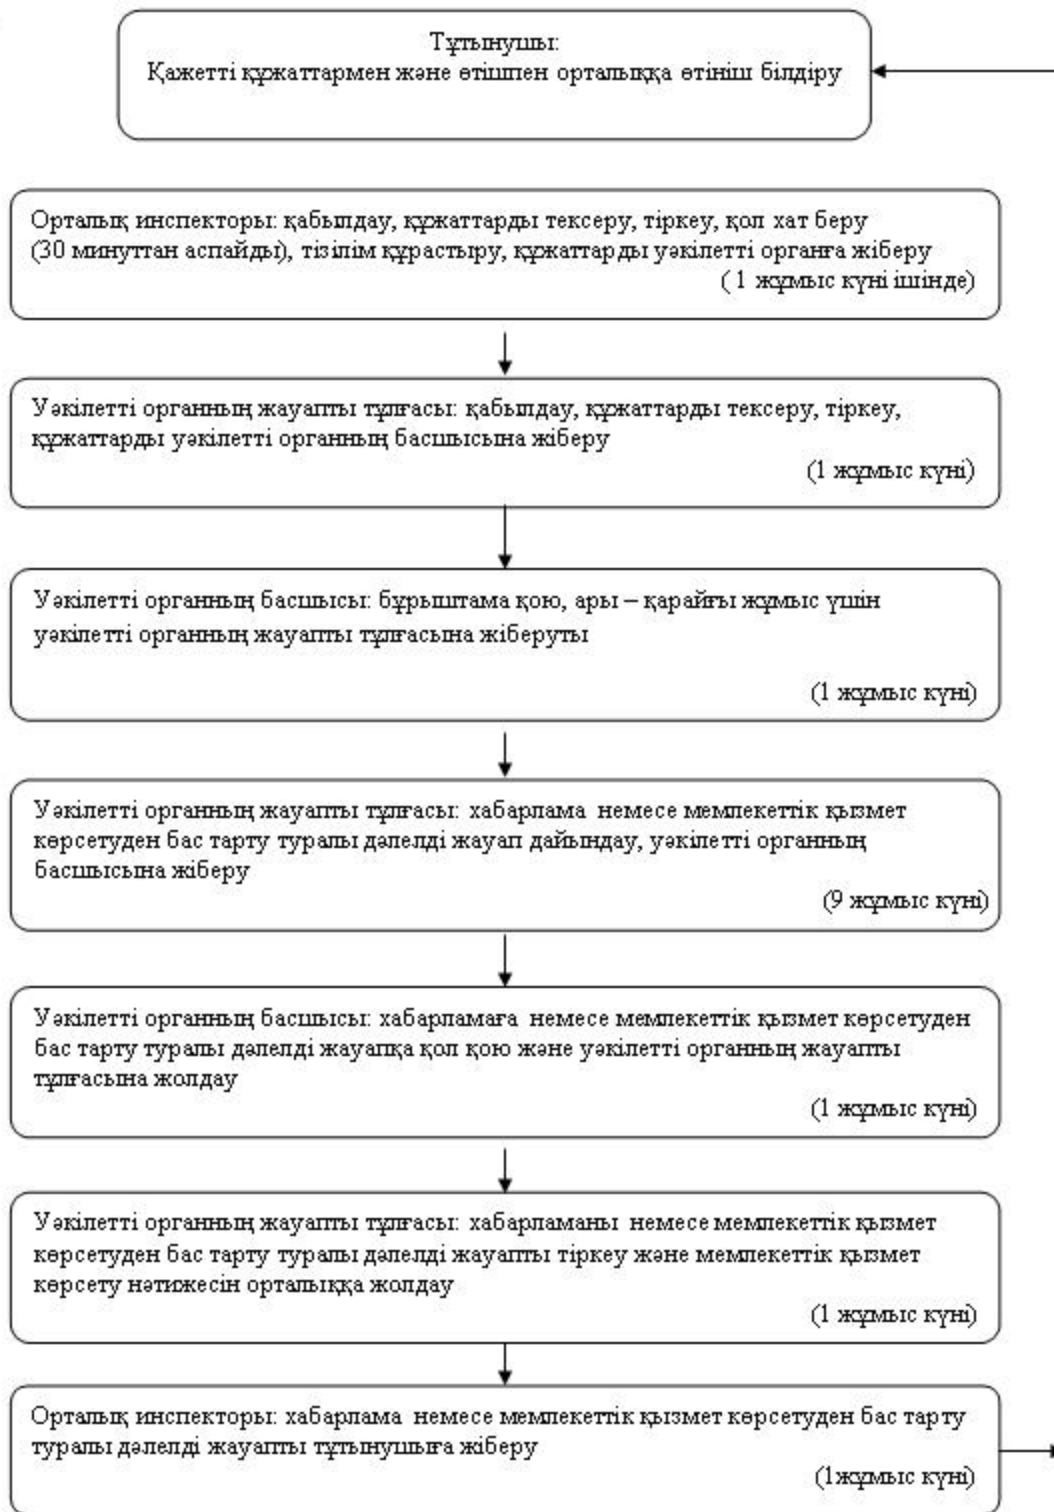 Тұтынушы:
Қажетті құжаттармен және өтішпен орталыққа өтініш білдіру
Орталық инспекторы: қабылдау, құжаттарды тексеру, тіркеу, қол хат беру
(30 минуттан аспайды), тізілім құрастыру, құжаттарды уәкілетті органға жіберу
( 1 жұмыс күні ішінде)
Уәкілетті органның жауапты тұлғасы: қабылдау, құжаттарды тексеру, тіркеу,
құжаттарды уәкілетті органның басшысына жіберу
(1 жұмыс күні)
Уәкілетті органның басшысы: бұрыштама қою, ары – қарайғы жұмыс үшін
уәкілетті органның жауапты тұлғасына жіберуты
(1 жұмыс күні)
Уәкілетті органның жауапты тұлғасы: хабарлама немесе мемлекеттік қызмет
көрсетуден бас тарту туралы дәлелді жауап дайындау, уәкілетті органның
басшысына жіберу
(9 жұмыс күні)
Уәкілетті органның басшысы: хабарламаға немесе мемлекеттік қызмет көрсетуден
бас тарту туралы дәлелді жауапқа қол қою және уәкілетті органның жауапты
тұлғасына жолдау
(1 жұмыс күні)
Уәкілетті органның жауапты тұлғасы: хабарламаны немесе мемлекеттік қызмет
көрсетуден бас тарту туралы дәлелді жауапты тіркеу және мемлекеттік қызмет
көрсету нәтижесін орталыққа жолдау
(1 жұмыс күні)
Орталық инспекторы: хабарлама немесе мемлекеттік қызмет көрсетуден бас тарту
туралы дәлелді жауапты тұтынушыға жіберу
(1жұмыс күні)